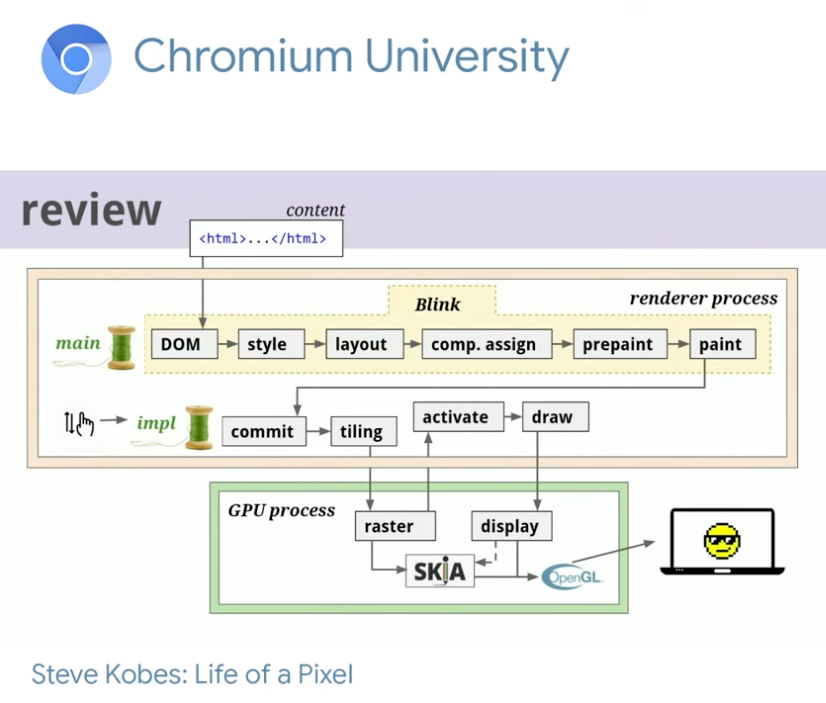 Chromium University
review
content
<html>...</html>
renderer process
Blink
main
DOM
style
layout
comp. assign
prepaint
paint
impl
commit
tiling
activate
draw
GPU process
raster
display
SKiA
OpenGL.
Steve Kobes: Life of a Pixel